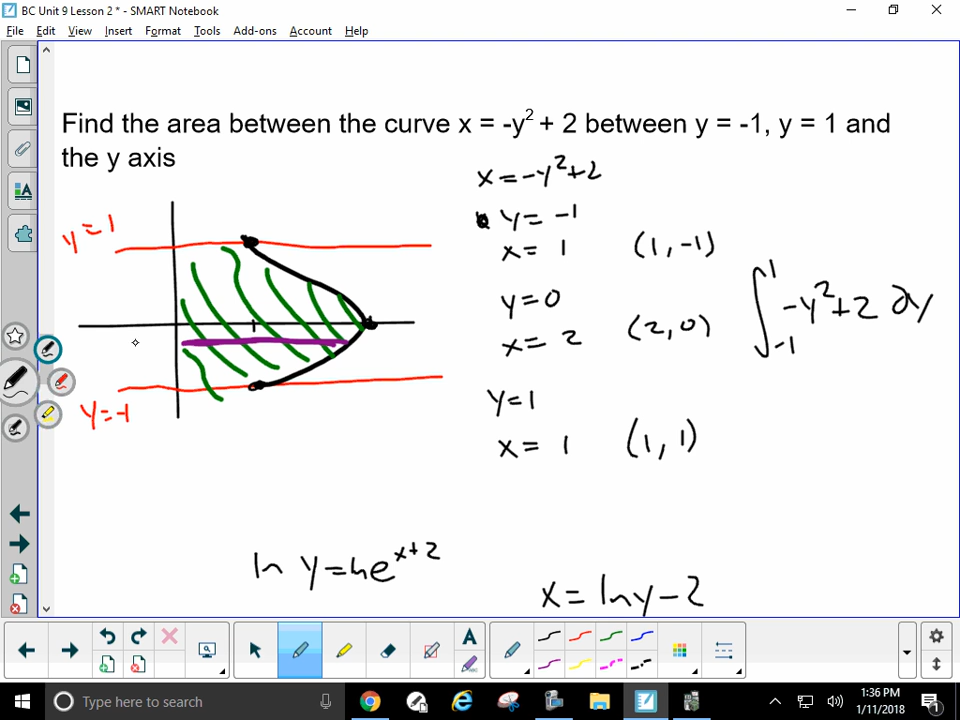 BC Unit 9 Lesson 2 * - SMART Notebook
File Edit View Insert Format Tools Add-ons Account Help
Find the area between the curve x = -y² + 2 between y = -1, y = 1 and
the y axis
x = -y² + 2
y = -1
x = 1 (1, -1)
y = 0
x = 2 (2, 0)
y = 1
x = 1 (1, 1)
∫₋₁¹ -y² + 2 dy
y = 1
y = -1
ln y = ln e^(x+2)
x = ln y - 2
A
Type here to search
1:36 PM
1/11/2018
1